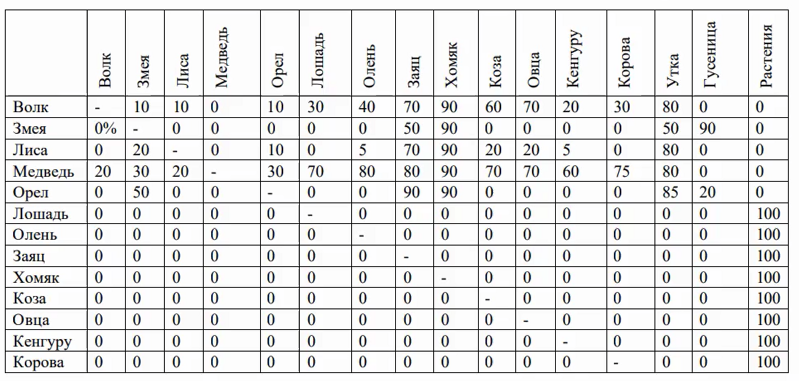 Волк Змея Лиса Медведь Орел Лошадь Олень Заяц Хомяк Коза Овца Кенгуру Корова Утка Гусеница Растения
Волк - 10 10 0 10 30 40 70 90 60 70 20 30 80 0 0
Змея 0% - 0 0 0 0 0 50 90 0 0 0 0 50 90 0
Лиса 0 20 - 0 10 0 5 70 90 20 20 5 0 80 0 0
Медведь 20 30 20 - 30 70 80 80 90 70 70 60 75 80 0 0
Орел 0 50 0 0 - 0 0 90 90 0 0 0 0 85 20 0
Лошадь 0 0 0 0 0 - 0 0 0 0 0 0 0 0 0 100
Олень 0 0 0 0 0 0 - 0 0 0 0 0 0 0 0 100
Заяц 0 0 0 0 0 0 0 - 0 0 0 0 0 0 0 100
Хомяк 0 0 0 0 0 0 0 0 - 0 0 0 0 0 0 100
Коза 0 0 0 0 0 0 0 0 0 - 0 0 0 0 0 100
Овца 0 0 0 0 0 0 0 0 0 0 - 0 0 0 0 100
Кенгуру 0 0 0 0 0 0 0 0 0 0 0 - 0 0 0 100
Корова 0 0 0 0 0 0 0 0 0 0 0 0 - 0 0 100